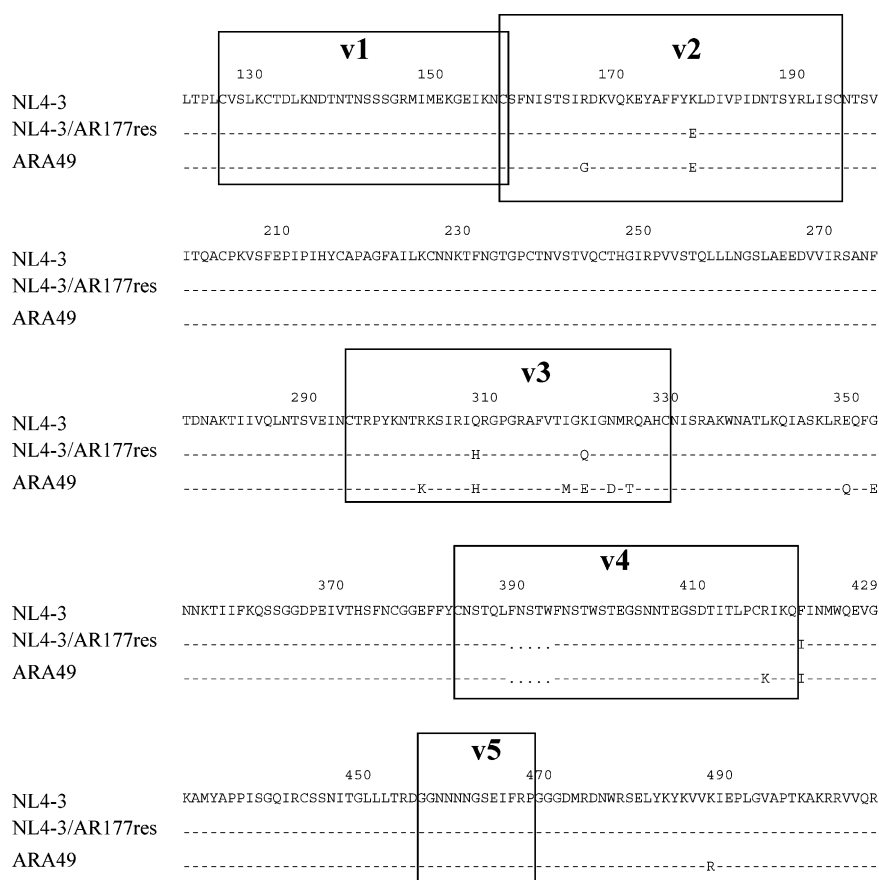 v1 v2
130 150 170 190
NL4-3 LTPLCVSLKCTDLKNDTNTNSSSGRMIMEKGEIKNCSFNISTSIRDKVQKEYAFFYKLDIVPIDNTSYRLISCNTSV
NL4-3/AR177res --------------------------------------------------------E--------------------
ARA49 --------------------------------------------G-----------E--------------------
210 230 250 270
NL4-3 ITQACPKVSFEPIPIHYCAPAGFAILKCNNKTFNGTGPCTNVSTVQCTHGIRPVVSTQLLLNGSLAEEDVVIRSANF
NL4-3/AR177res -----------------------------------------------------------------------------
ARA49 -----------------------------------------------------------------------------
v3
290 310 330 350
NL4-3 TDNAKTIIVQLNTSVEINCTRPYKNTRKSIRIQRGPGRAFVTIGKIGNMRQAHCNISRAKWNATLKQIASKLREQFG
NL4-3/AR177res --------------------------------H-----------Q--------------------------------
ARA49 --------------------------K-----H---------M-E--D-T-----------------------Q--E
v4
370 390 410 429
NL4-3 NNKTIIFKQSSGGDPEIVTHSFNCGGEFFYCNSTQLFNSTWFNSTWSTEGSNNTEGSDTITLPCRIKQFINMWQEVG
NL4-3/AR177res ------------------------------------.....---------------------------I--------
ARA49 ------------------------------------.....-----------------------K---I--------
v5
450 470 490
NL4-3 KAMYAPPISGQIRCSSNITGLLLTRDGGNNNNGSEIFRPGGGDMRDNWRSELYKYKVVKIEPLGVAPTKAKRRVVQR
NL4-3/AR177res -----------------------------------------------------------------------------
ARA49 ----------------------------------------------------------R------------------